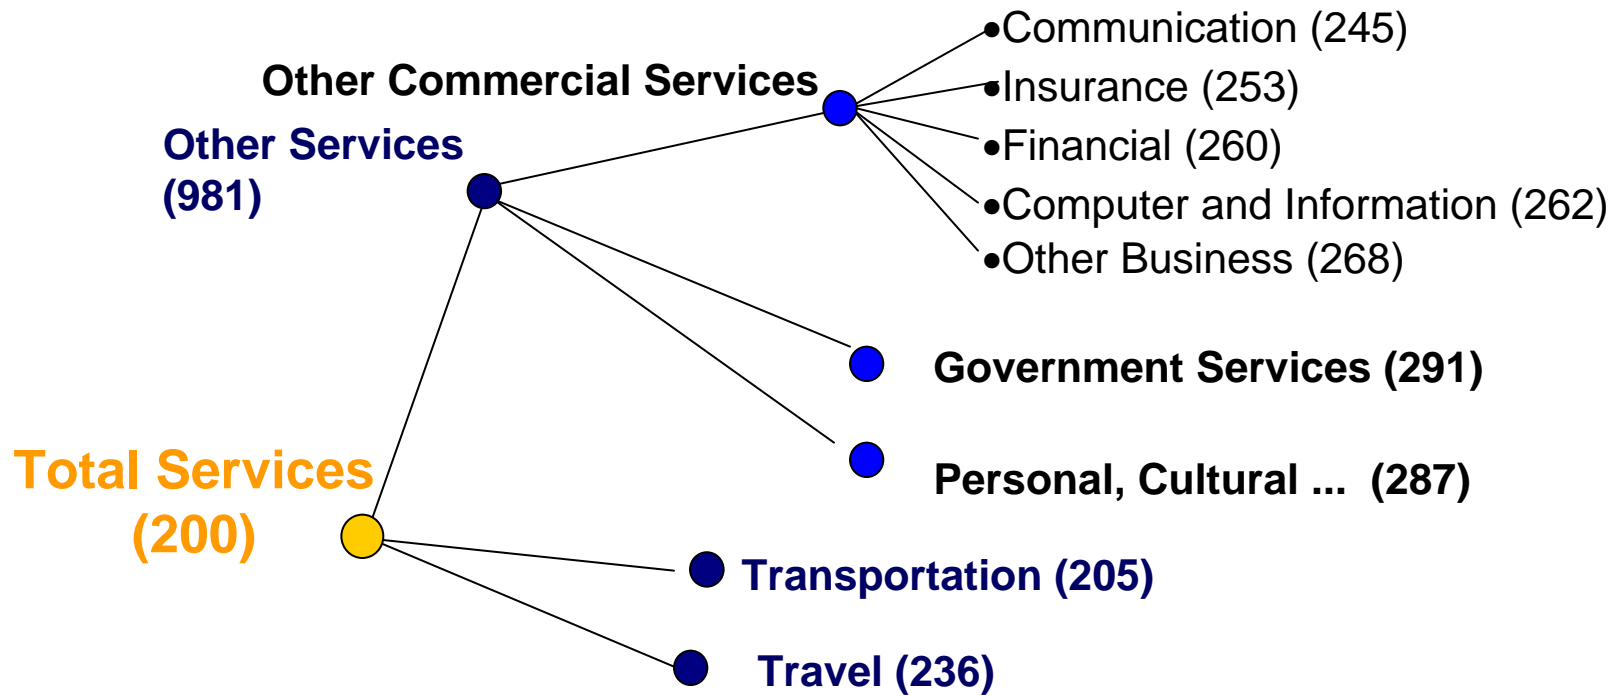 •Communication (245)
Other Commercial Services
•Insurance (253)
Other Services
(981)
•Financial (260)
•Computer and Information (262)
•Other Business (268)
Government Services (291)
Personal, Cultural ... (287)
Total Services
(200)
Transportation (205)
Travel (236)